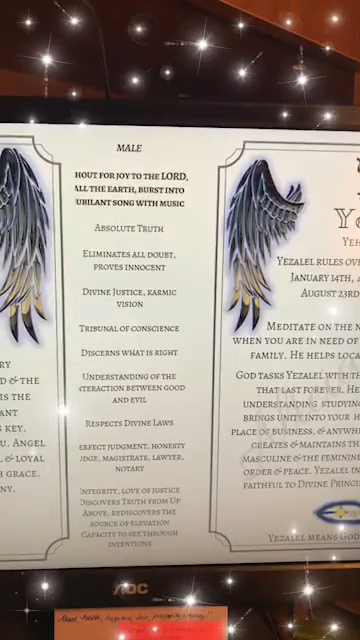 MALE
HOUT FOR JOY TO THE LORD,
ALL THE EARTH, BURST INTO
UBILANT SONG WITH MUSIC
ABSOLUTE TRUTH
ELIMINATES ALL DOUBT,
PROVES INNOCENT
DIVINE JUSTICE, KARMIC
VISION
TRIBUNAL OF CONSCIENCE
DISCERNS WHAT IS RIGHT
UNDERSTANDING OF THE
NTERACTION BETWEEN GOOD
AND EVIL
RESPECTS DIVINE LAWS
ERFECT JUDGMENT, HONESTY
UDGE, MAGISTRATE, LAWYER,
NOTARY
INTEGRITY, LOVE OF JUSTICE
DISCOVERS TRUTH FROM UP
ABOVE, REDISCOVERS THE
SOURCE OF ELEVATION
CAPACITY TO SEE THROUGH
INTENTIONS
RY
D & THE
IS THE
ANT
S KEY.
U. ANGEL
L & LOYAL
H GRACE.
NY.
YE
YEH
YEZALEL RULES OVE
JANUARY 14TH, A
AUGUST 23RD
MEDITATE ON THE N
WHEN YOU ARE IN NEED OF
FAMILY. HE HELPS LOCA
GOD TASKS YEZALEL WITH T
THAT LAST FOREVER. HE
UNDERSTANDING STUDYING
BRINGS UNITY INTO YOUR H
PLACE OF BUSINESS, & ANYWH
CREATES & MAINTAINS TH
MASCULINE & THE FEMININE
ORDER & PEACE. YEZALEL IN
FAITHFUL TO DIVINE PRINCI
YEZALEL MEANS GOD
AOC